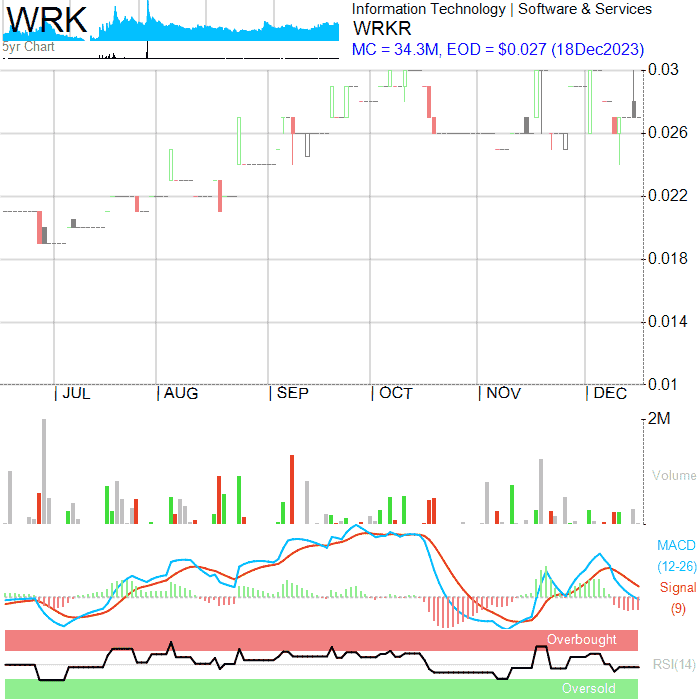 WRK
5yr Chart
Information Technology | Software & Services
WRKR
MC = 34.3M, EOD = $0.027 (18Dec2023)
0.03
0.026
0.022
0.018
0.014
0.01
| JUL | AUG | SEP | OCT | NOV | DEC
2M
Volume
MACD
(12-26)
Signal
(9)
Overbought
RSI(14)
Oversold